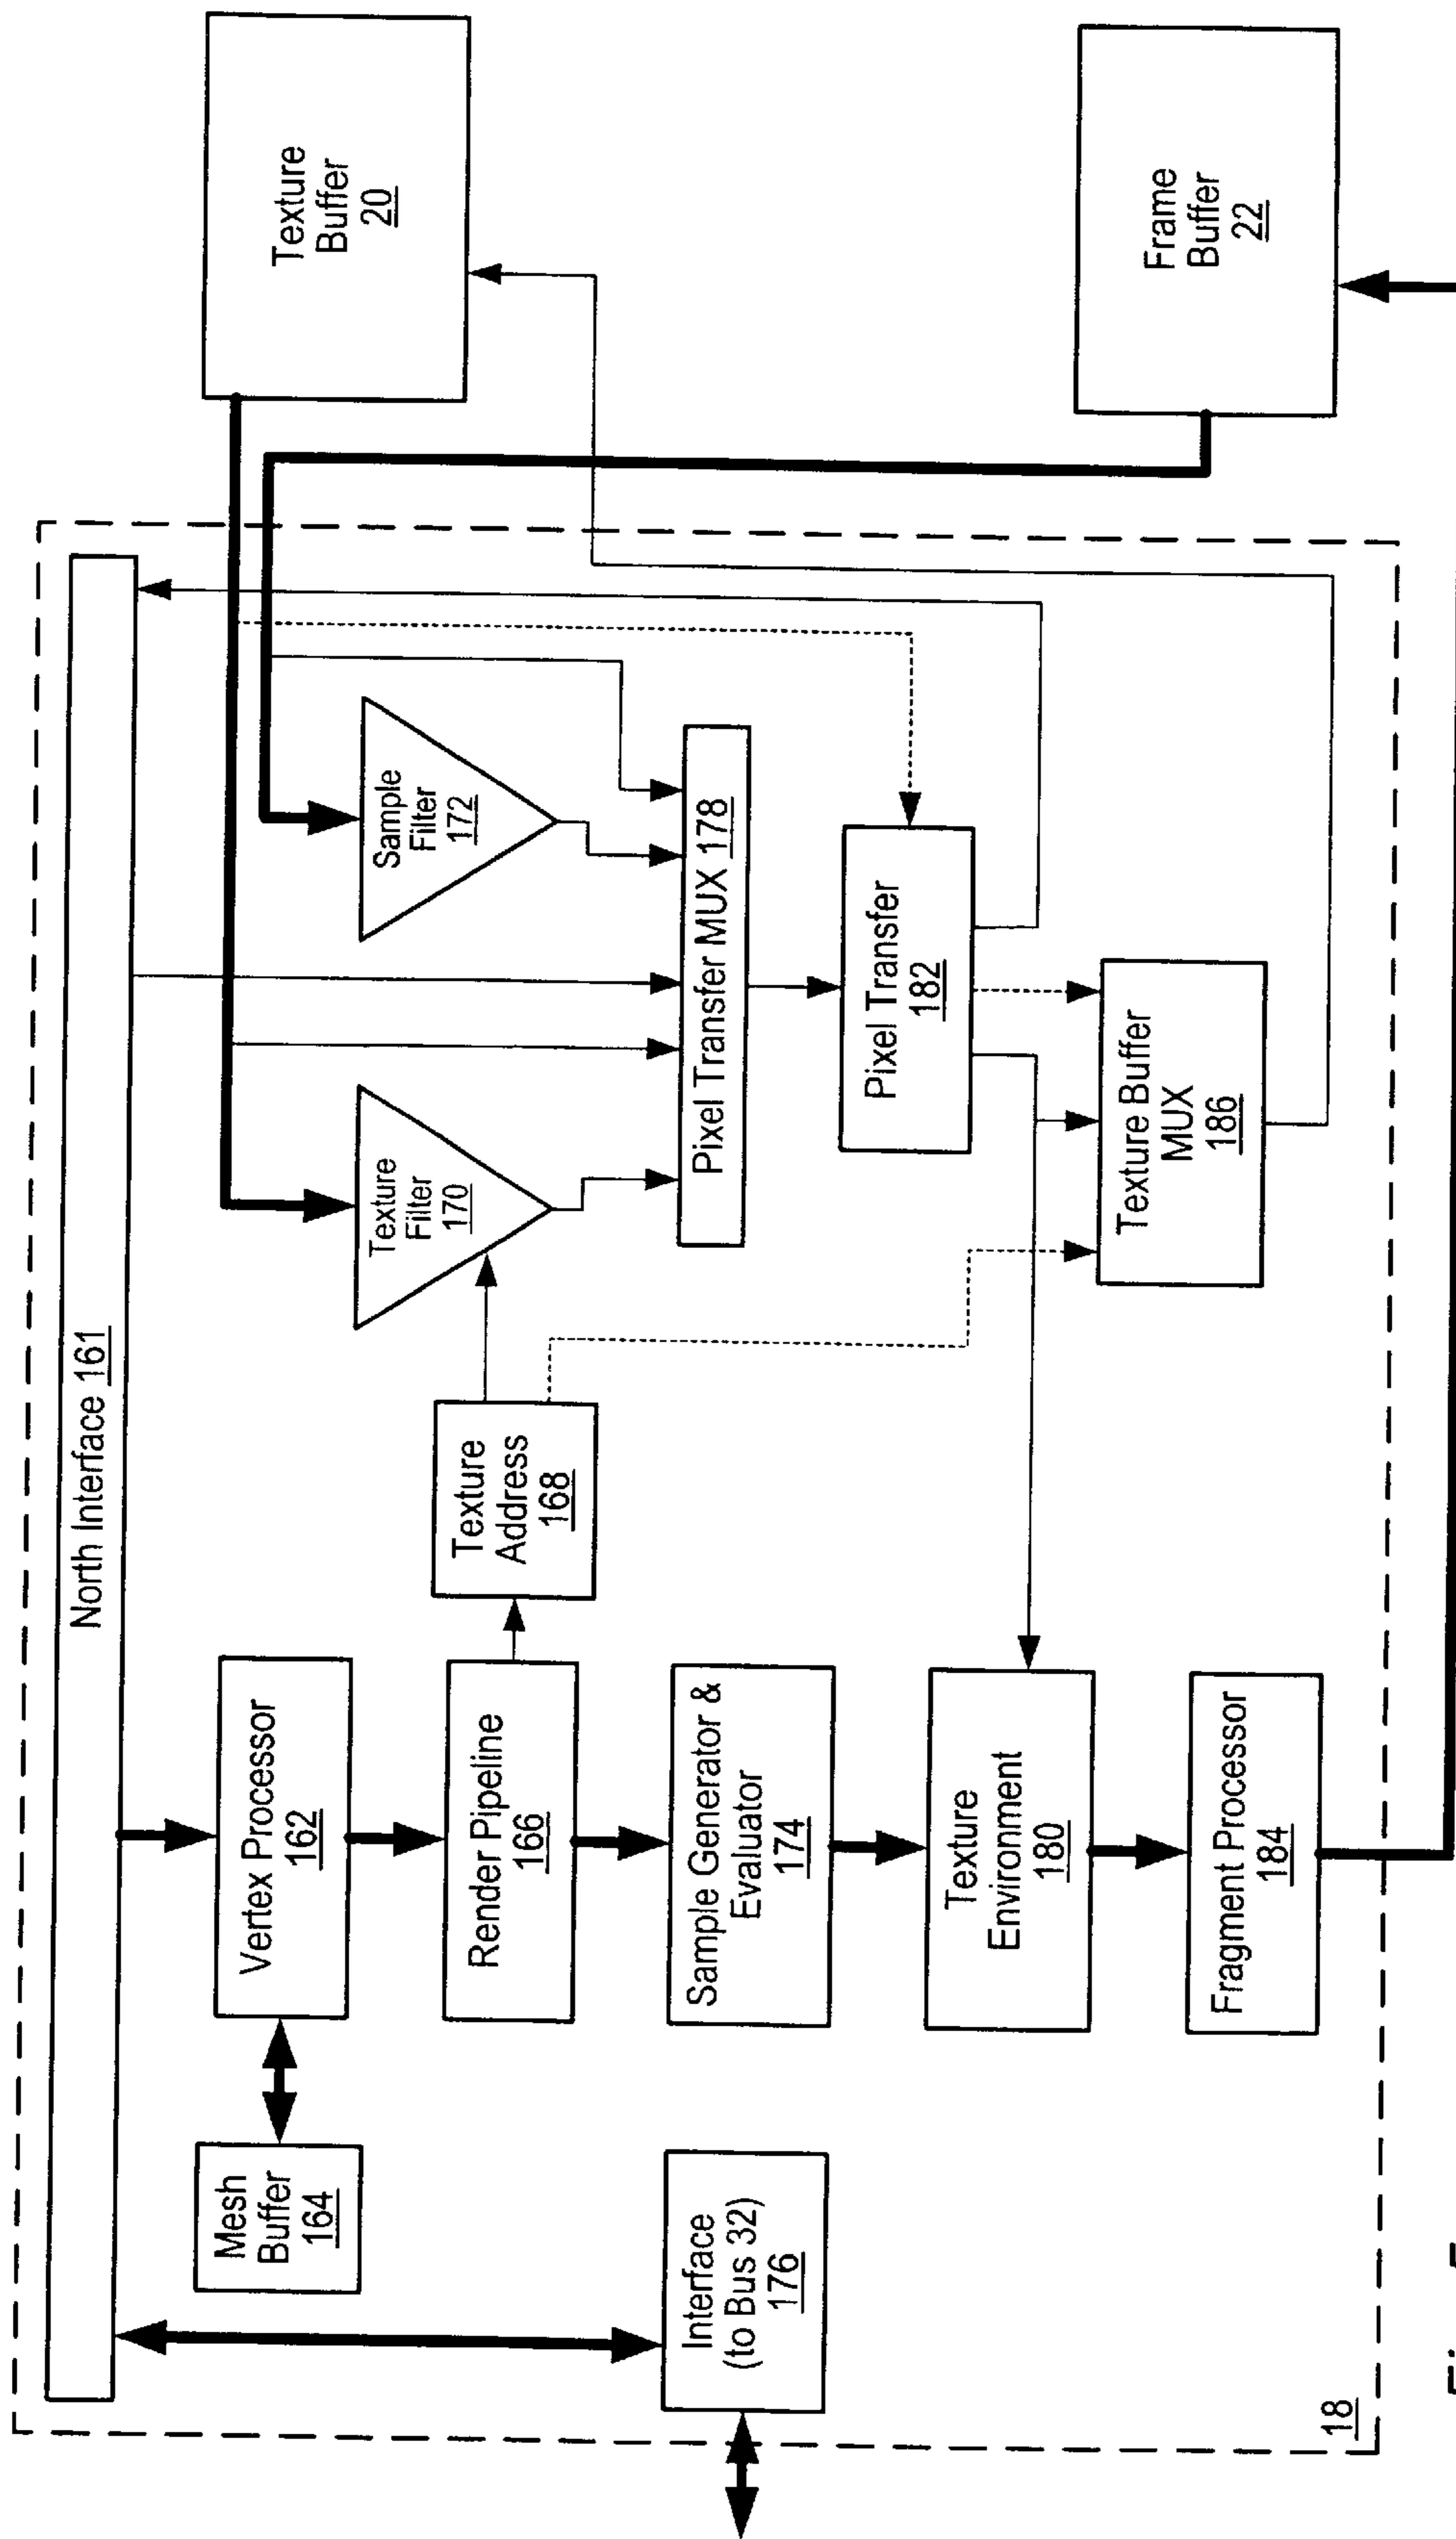 North Interface 161
Mesh
Buffer
164
Vertex Processor
162
Render Pipeline
166
Texture
Address
168
Texture
Filter
170
Sample
Filter
172
Texture
Buffer
20
Interface
(to Bus 32)
176
Sample Generator &
Evaluator
174
Pixel Transfer MUX 178
Texture
Environment
180
Pixel Transfer
182
Fragment Processor
184
Texture Buffer
MUX
186
Frame
Buffer
22
18